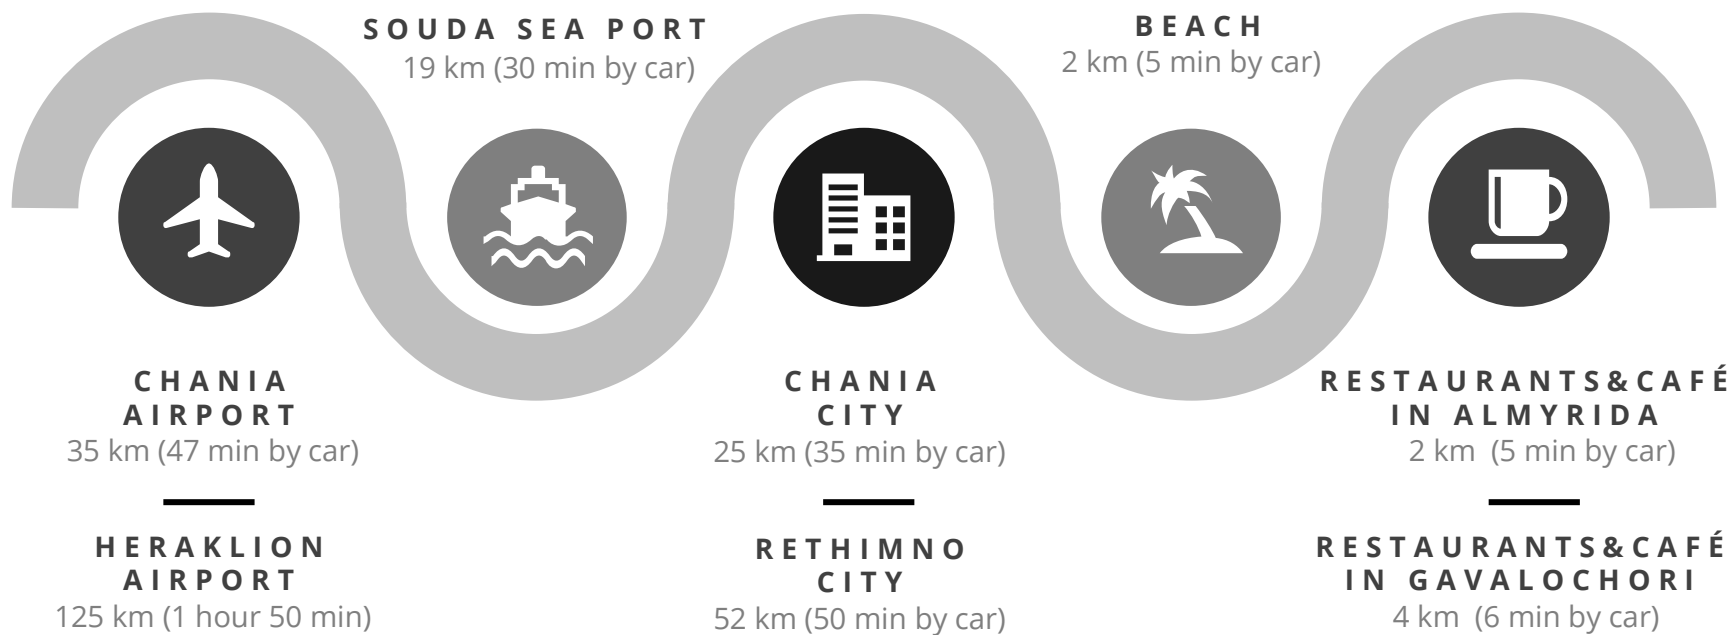 SOUDA SEA PORT
19 km (30 min by car)
BEACH
2 km (5 min by car)
CHANIA
AIRPORT
35 km (47 min by car)
HERAKLION
AIRPORT
125 km (1 hour 50 min)
CHANIA
CITY
25 km (35 min by car)
RETHIMNO
CITY
52 km (50 min by car)
RESTAURANTS&CAFÉ
IN ALMYRIDA
2 km (5 min by car)
RESTAURANTS&CAFÉ
IN GAVALOCHORI
4 km (6 min by car)